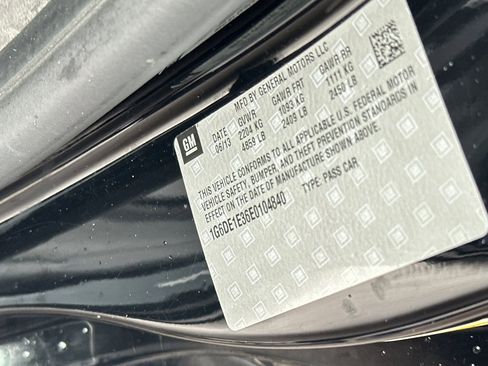 GM
MFD BY GENERAL MOTORS LLC
DATE GVWR GAWR FRT GAWR RR
06/13 2204 KG 1093 KG 1111 KG
4859 LB 2409 LB 2450 LB
THIS VEHICLE CONFORMS TO ALL APPLICABLE U.S. FEDERAL MOTOR
VEHICLE SAFETY, BUMPER, AND THEFT PREVENTION STANDARDS IN
EFFECT ON THE DATE OF MANUFACTURE SHOWN ABOVE.
1G6DE1E36E0104840 TYPE: PASS CAR